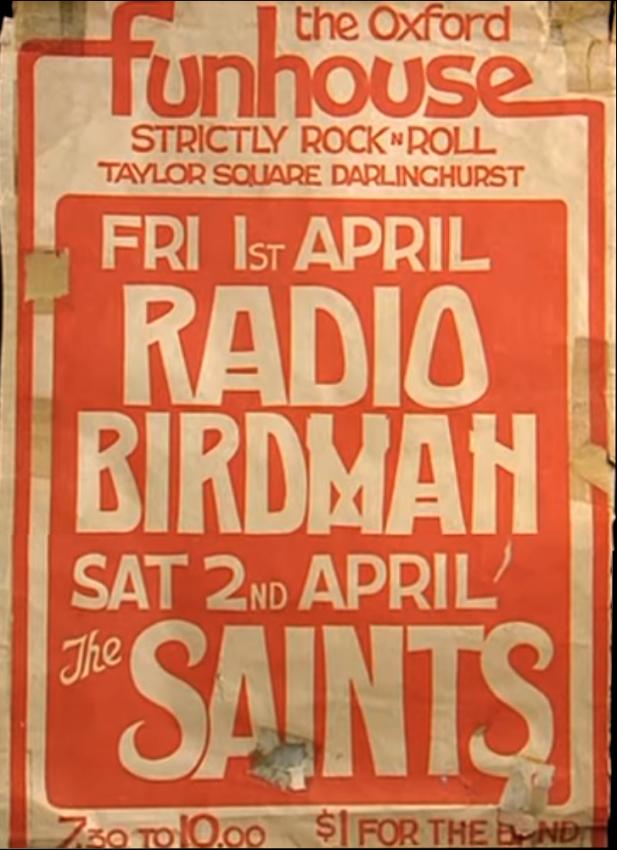 the Oxford
funhouse
STRICTLY ROCK N ROLL
TAYLOR SQUARE DARLINGHURST
FRI 1ST APRIL
RADIO
BIRDMAN
SAT 2ND APRIL
The SAINTS
7.30 TO 10.00 $1 FOR THE BAND